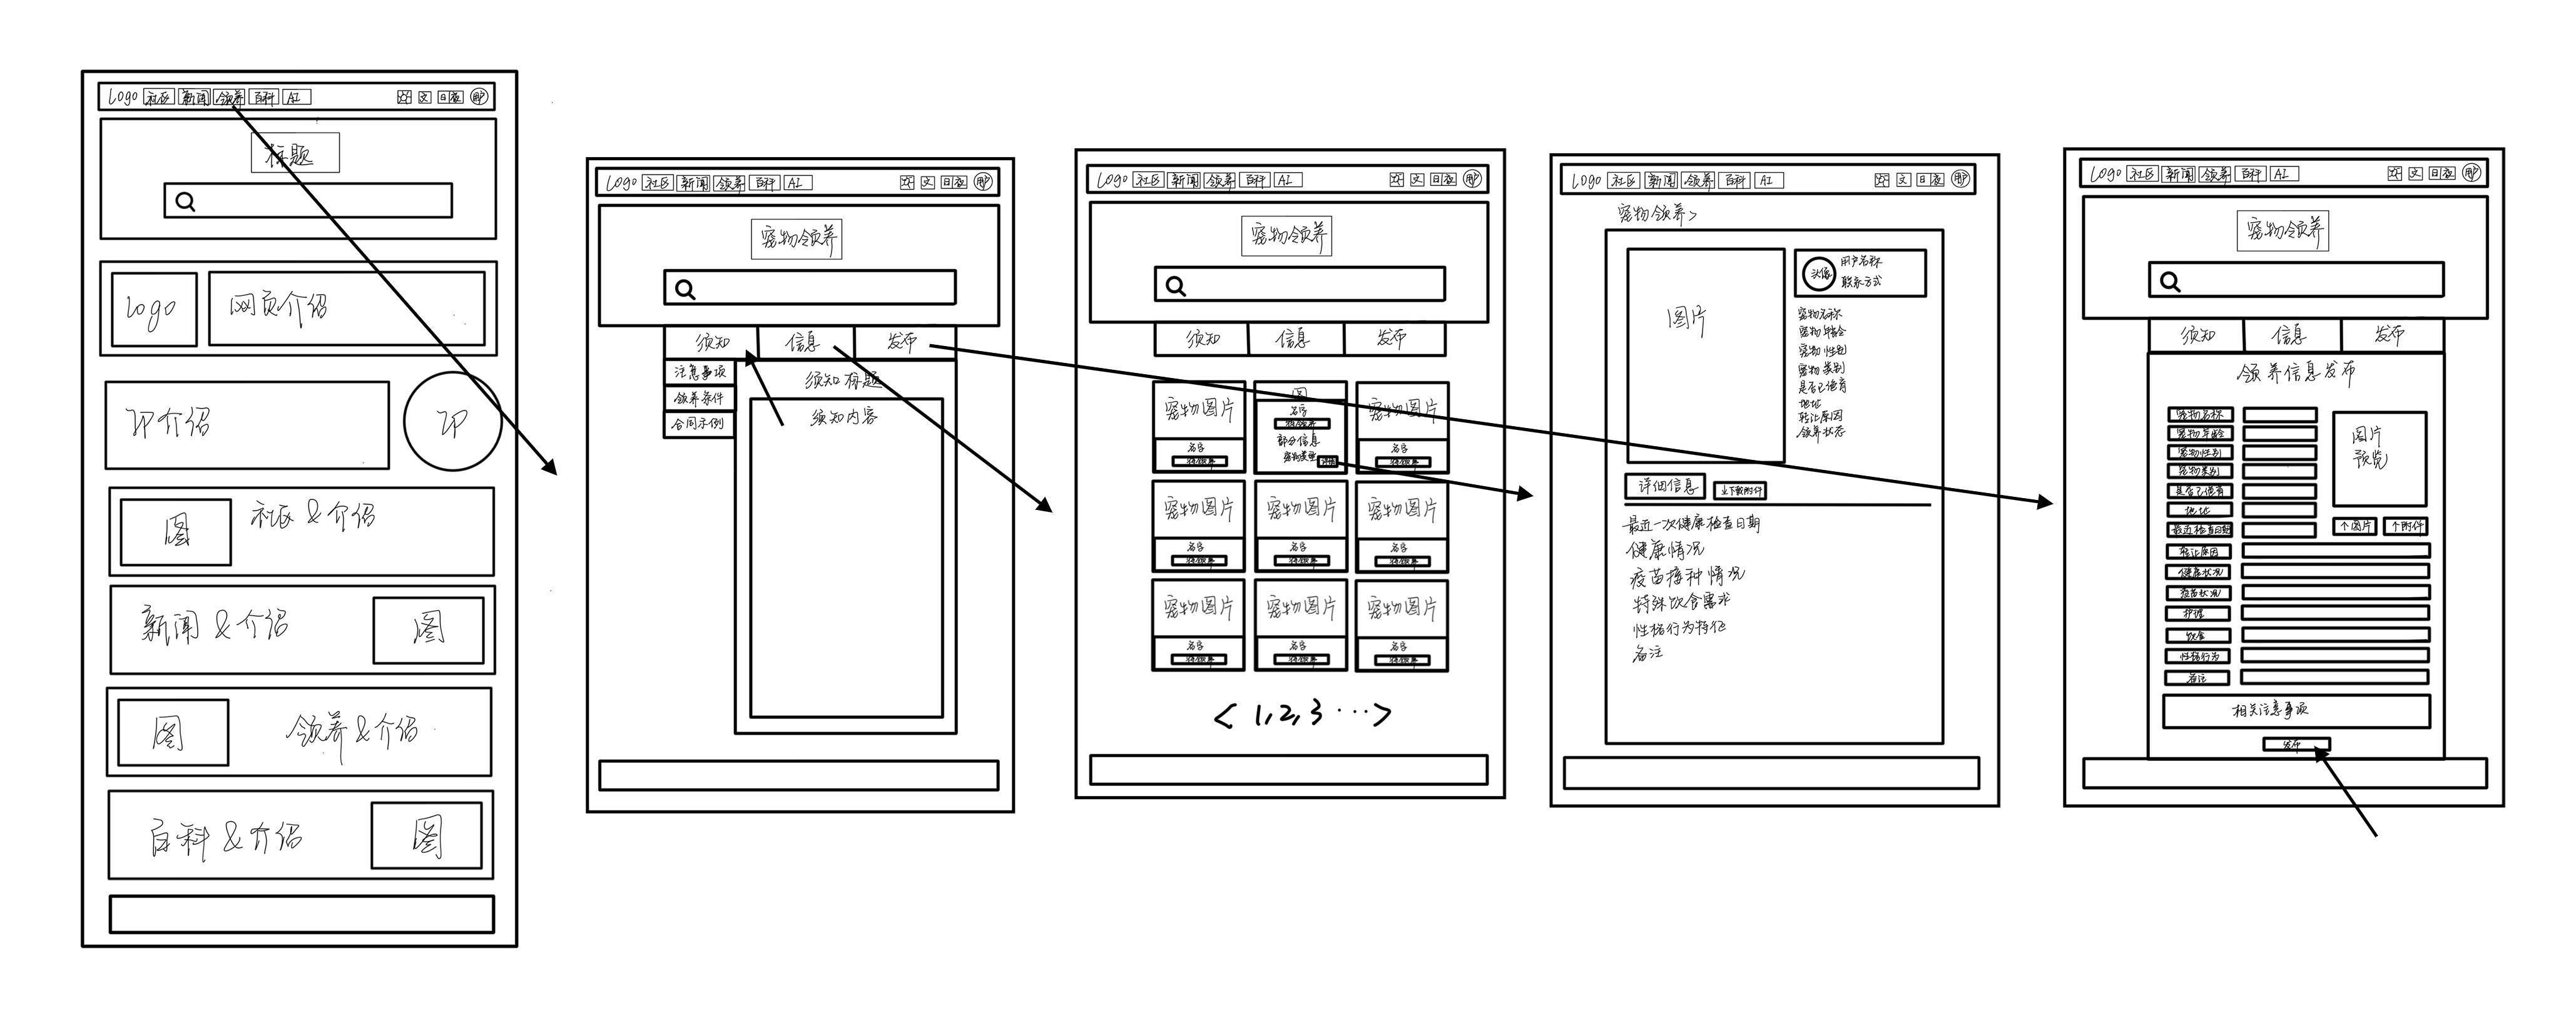 Logo 社区 新闻 领养 百科 AI 文 日夜 用户
标题
Logo 网页介绍
IP介绍 IP
图 社区 & 介绍
新闻 & 介绍 图
图 领养 & 介绍
百科 & 介绍 图
Logo 社区 新闻 领养 百科 AI 文 日夜 用户
宠物领养
须知 信息 发布
注意事项
领养条件
合同示例
须知标题
须知内容
Logo 社区 新闻 领养 百科 AI 文 日夜 用户
宠物领养
须知 信息 发布
宠物图片
名字
待领养
图
名字
待领养
部分信息
宠物类型 详情
宠物图片
名字
待领养
宠物图片 宠物图片 宠物图片
名字 名字 名字
待领养 待领养 待领养
宠物图片 宠物图片 宠物图片
名字 名字 名字
待领养 待领养 待领养
< 1,2,3 ···>
Logo 社区 新闻 领养 百科 AI 文 日夜 用户
宠物领养>
图片
头像 用户名称
联系方式
宠物名称
宠物年龄
宠物性别
宠物类别
是否已绝育
地址
转让原因
领养状态
详细信息 ↓下载附件
最近一次健康检查日期
健康情况
疫苗接种情况
特殊饮食需求
性格行为特征
备注
Logo 社区 新闻 领养 百科 AI 文 日夜 用户
宠物领养
须知 信息 发布
领养信息发布
宠物名称
宠物年龄
宠物性别
宠物类别
是否已绝育
地址
最近检查日期
图片
预览
↑图片 ↑附件
转让原因
健康状况
疫苗状况
护理
饮食
性格行为
备注
相关注意事项
发布